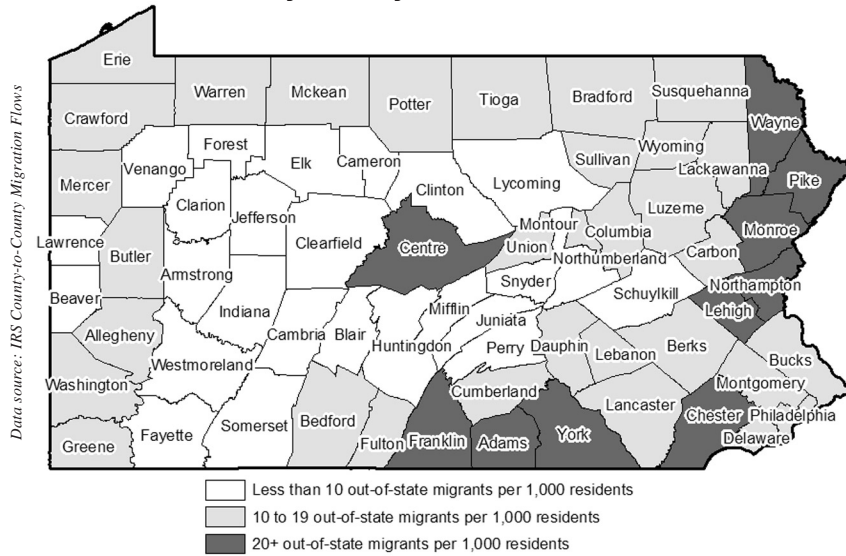 Data source: IRS County-to-County Migration Flows
Erie
Warren
Mckean
Potter
Tioga
Bradford
Susquehanna
Crawford
Wayne
Forest
Wyoming
Sullivan
Lackawanna
Venango
Elk
Cameron
Mercer
Clinton
Lycoming
Pike
Clarion
Jefferson
Luzerne
Montour
Columbia
Monroe
Lawrence
Butler
Clearfield
Centre
Union
Carbon
Northumberland
Armstrong
Snyder
Northampton
Beaver
Schuylkill
Indiana
Mifflin
Lehigh
Allegheny
Cambria
Blair
Juniata
Huntingdon
Dauphin
Perry
Lebanon
Berks
Westmoreland
Bucks
Washington
Montgomery
Cumberland
Lancaster
Bedford
Somerset
Chester
Philadelphia
Fayette
York
Greene
Fulton
Franklin
Adams
Delaware
Less than 10 out-of-state migrants per 1,000 residents
10 to 19 out-of-state migrants per 1,000 residents
20+ out-of-state migrants per 1,000 residents